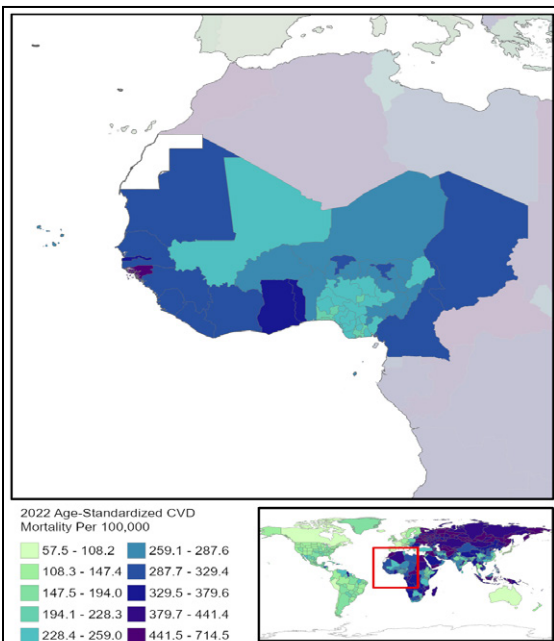 2022 Age-Standardized CVD
Mortality Per 100,000
57.5 - 108.2
108.3 - 147.4
147.5 - 194.0
194.1 - 228.3
228.4 - 259.0
259.1 - 287.6
287.7 - 329.4
329.5 - 379.6
379.7 - 441.4
441.5 - 714.5